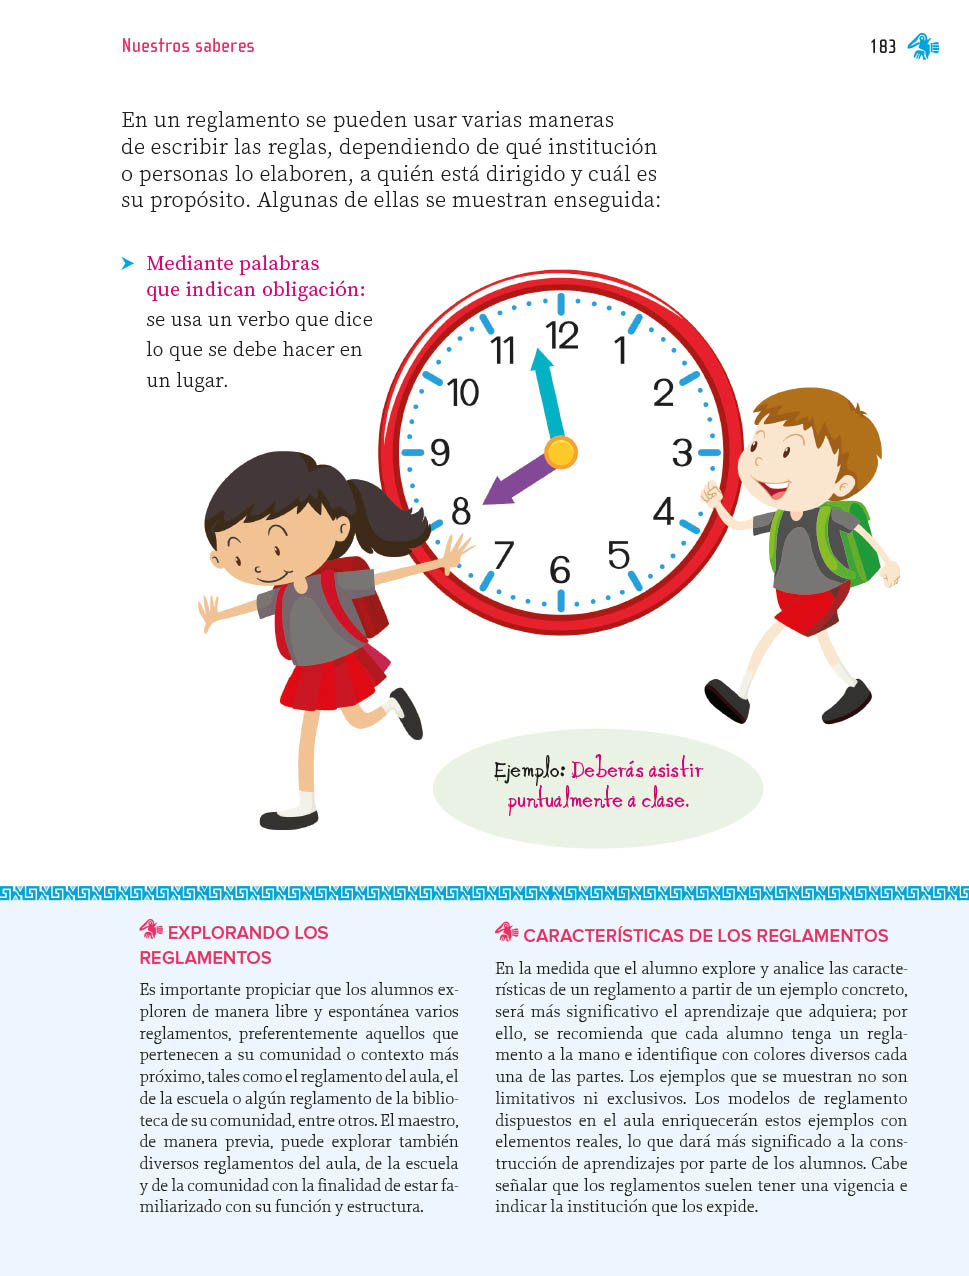 Nuestros saberes
183
En un reglamento se pueden usar varias maneras
de escribir las reglas, dependiendo de qué institución
o personas lo elaboren, a quién está dirigido y cuál es
su propósito. Algunas de ellas se muestran enseguida:
Mediante palabras
que indican obligación:
se usa un verbo que dice
lo que se debe hacer en
un lugar.
12
1
2
3
4
5
6
7
8
9
10
11
Ejemplo: Deberás asistir
puntualmente a clase.
EXPLORANDO LOS
REGLAMENTOS
Es importante propiciar que los alumnos ex-
ploren de manera libre y espontánea varios
reglamentos, preferentemente aquellos que
pertenecen a su comunidad o contexto más
próximo, tales como el reglamento del aula, el
de la escuela o algún reglamento de la biblio-
teca de su comunidad, entre otros. El maestro,
de manera previa, puede explorar también
diversos reglamentos del aula, de la escuela
y de la comunidad con la finalidad de estar fa-
miliarizado con su función y estructura.
CARACTERÍSTICAS DE LOS REGLAMENTOS
En la medida que el alumno explore y analice las caracte-
rísticas de un reglamento a partir de un ejemplo concreto,
será más significativo el aprendizaje que adquiera; por
ello, se recomienda que cada alumno tenga un regla-
mento a la mano e identifique con colores diversos cada
una de las partes. Los ejemplos que se muestran no son
limitativos ni exclusivos. Los modelos de reglamento
dispuestos en el aula enriquecerán estos ejemplos con
elementos reales, lo que dará más significado a la cons-
trucción de aprendizajes por parte de los alumnos. Cabe
señalar que los reglamentos suelen tener una vigencia e
indicar la institución que los expide.